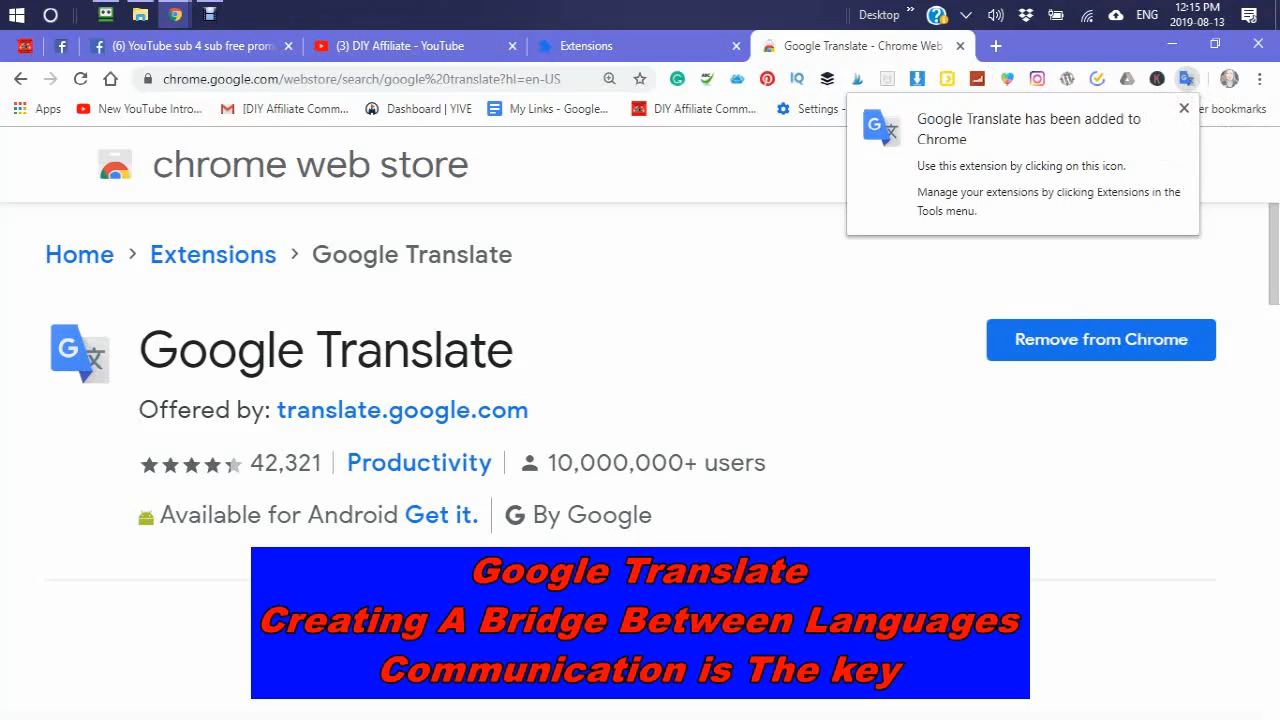 Desktop »
ENG
12:15 PM
2019-08-13
(6) YouTube sub 4 sub free prom
(3) DIY Affiliate - YouTube
Extensions
Google Translate - Chrome Web
chrome.google.com/webstore/search/google%20translate?hl=en-US
Apps
New YouTube Intro...
[DIY Affiliate Comm...
Dashboard | YIVE
My Links - Google...
DIY Affiliate Comm...
Settings -
er bookmarks
Google Translate has been added to
Chrome
Use this extension by clicking on this icon.
Manage your extensions by clicking Extensions in the
Tools menu.
chrome web store
Home > Extensions > Google Translate
Google Translate
Remove from Chrome
Offered by: translate.google.com
42,321 | Productivity | 10,000,000+ users
Available for Android Get it. | G By Google
Google Translate
Creating A Bridge Between Languages
Communication is The key